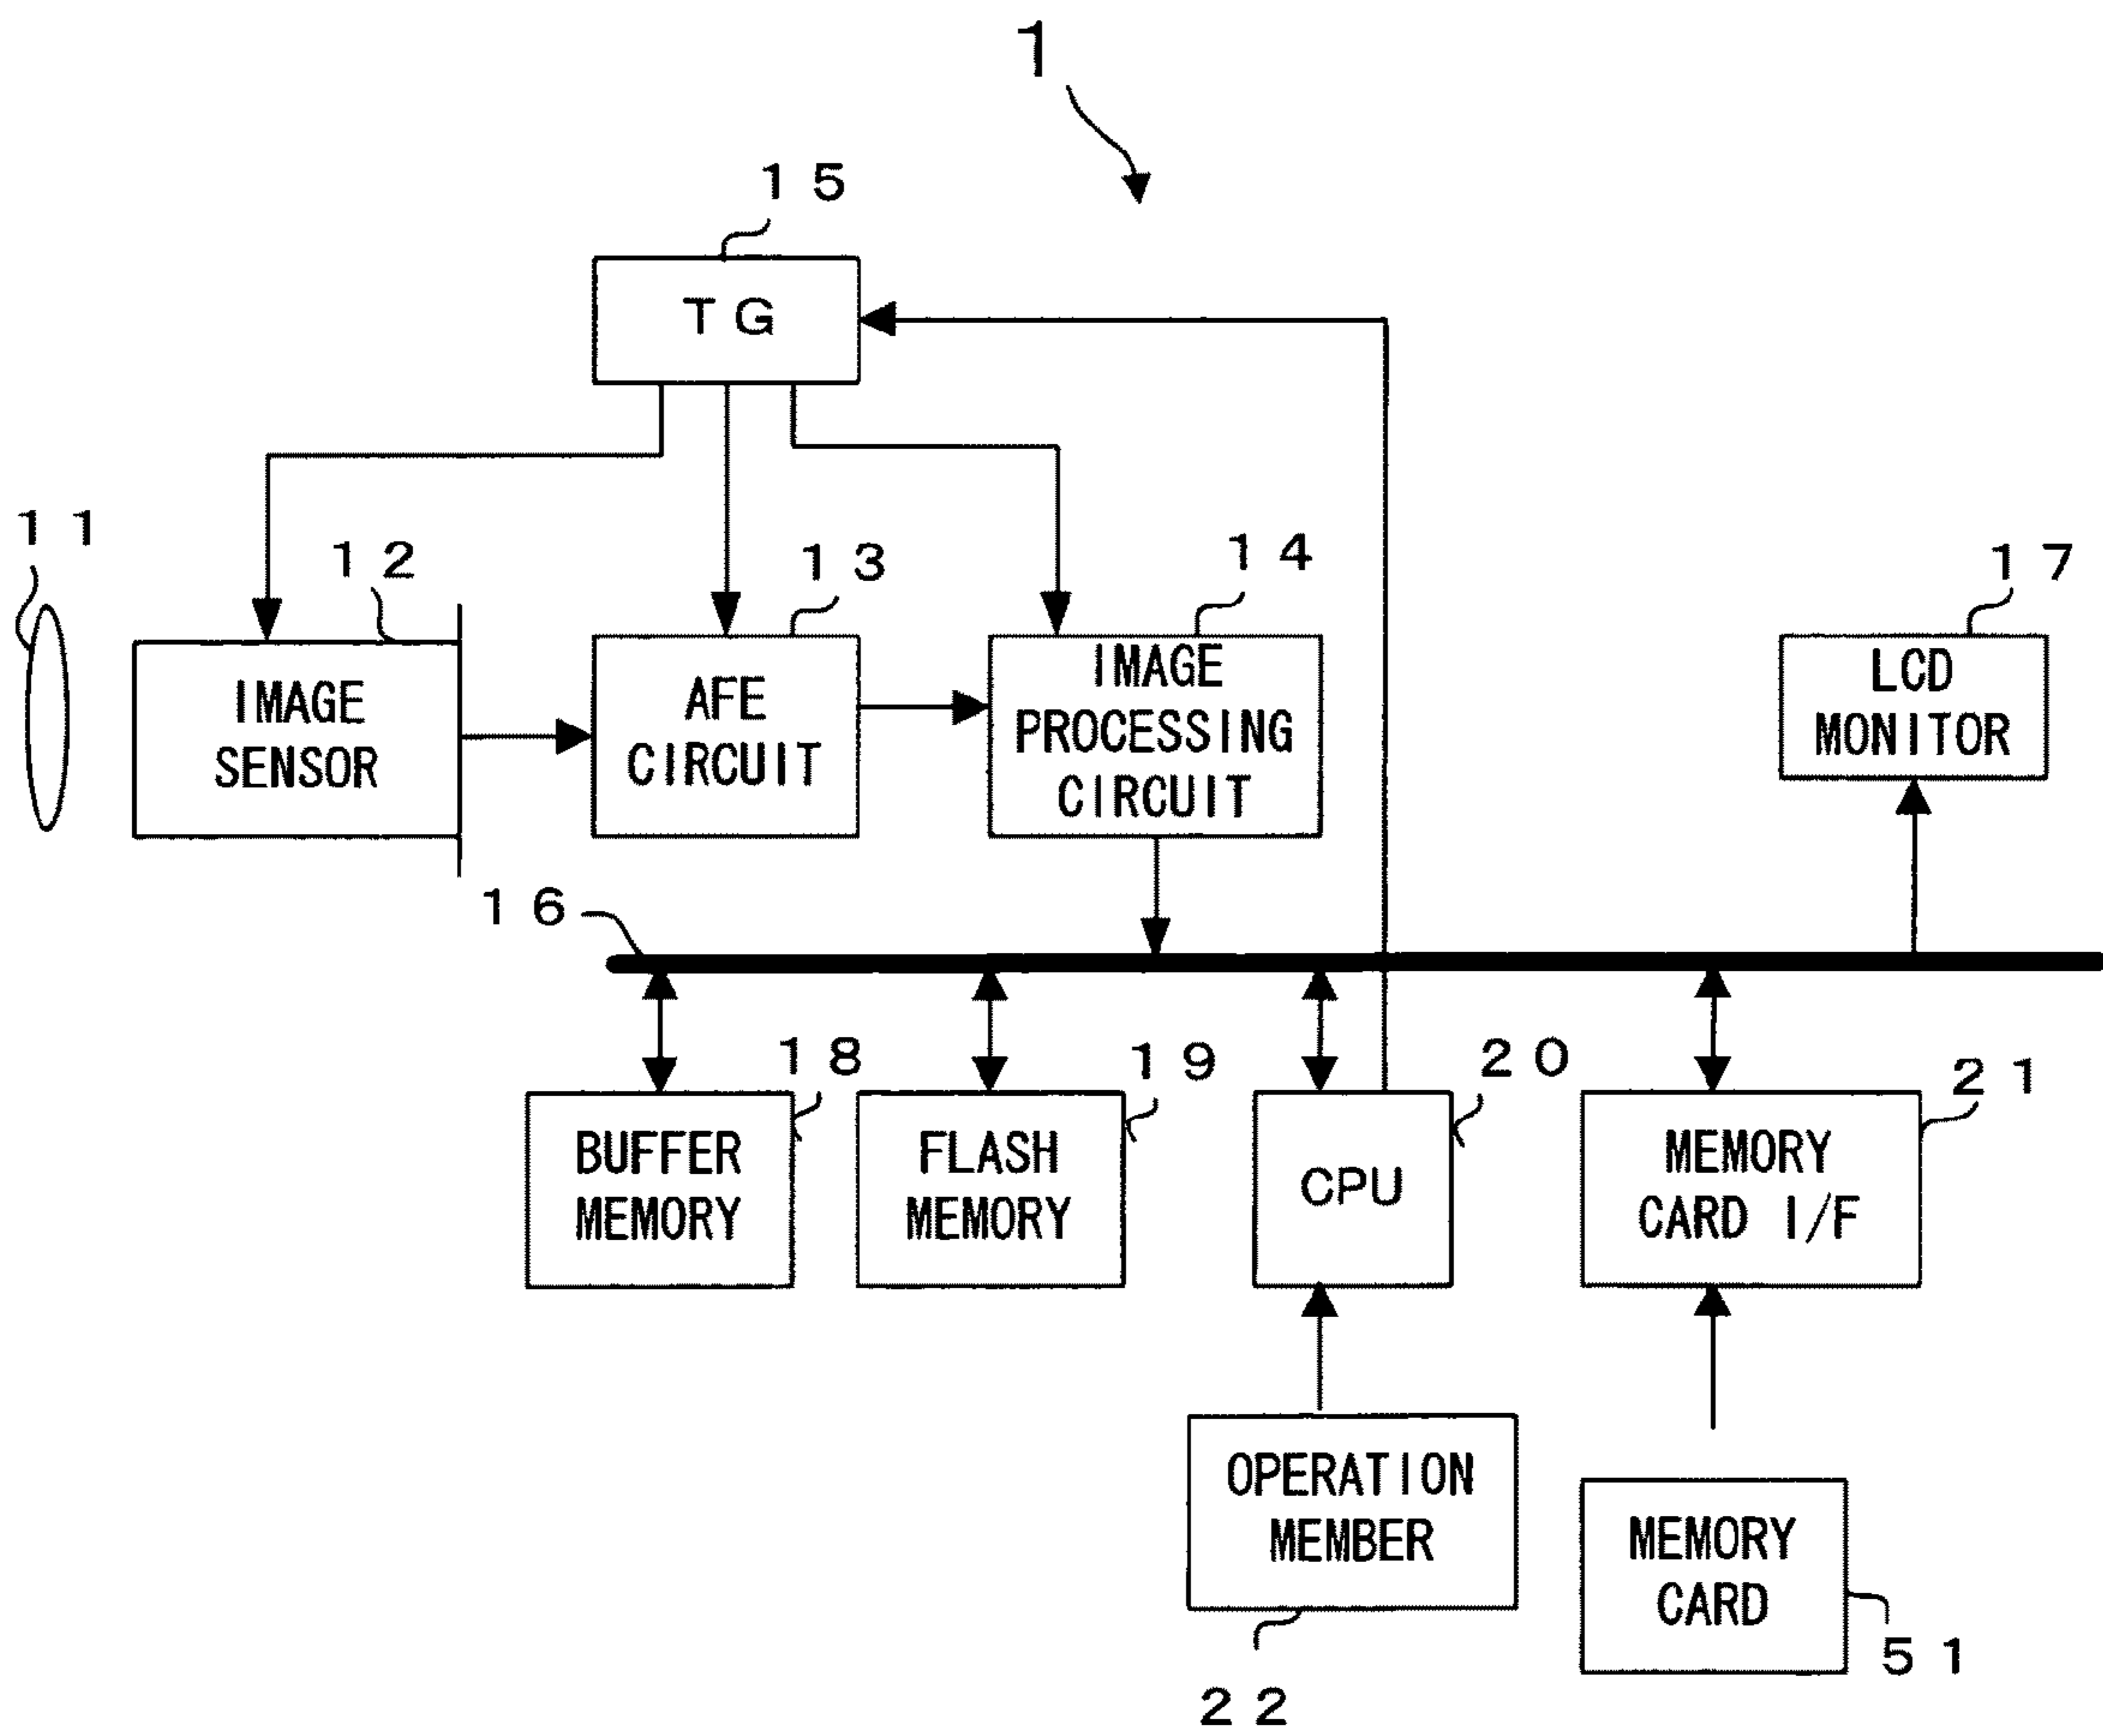 1
15
TG
11
12
13
14
17
IMAGE
SENSOR
AFE
CIRCUIT
IMAGE
PROCESSING
CIRCUIT
LCD
MONITOR
16
18
19
20
21
BUFFER
MEMORY
FLASH
MEMORY
CPU
MEMORY
CARD I/F
OPERATION
MEMBER
MEMORY
CARD
22
51